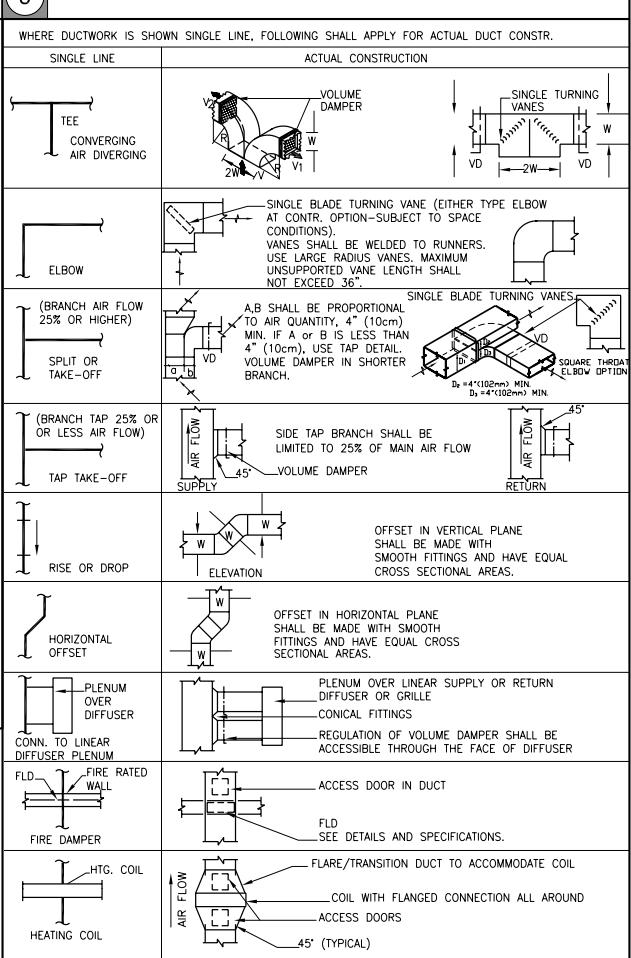 WHERE DUCTWORK IS SHOWN SINGLE LINE, FOLLOWING SHALL APPLY FOR ACTUAL DUCT CONSTR.
SINGLE LINE
ACTUAL CONSTRUCTION
TEE
CONVERGING
AIR DIVERGING
VOLUME
DAMPER
V2
R
R
W
2W
V
V1
SINGLE TURNING
VANES
W
VD
2W
VD
ELBOW
SINGLE BLADE TURNING VANE (EITHER TYPE ELBOW
AT CONTR. OPTION-SUBJECT TO SPACE
CONDITIONS).
VANES SHALL BE WELDED TO RUNNERS.
USE LARGE RADIUS VANES. MAXIMUM
UNSUPPORTED VANE LENGTH SHALL
NOT EXCEED 36".
(BRANCH AIR FLOW
25% OR HIGHER)
SPLIT OR
TAKE-OFF
a
b
VD
A,B SHALL BE PROPORTIONAL
TO AIR QUANTITY, 4" (10cm)
MIN. IF A or B IS LESS THAN
4" (10cm), USE TAP DETAIL.
VOLUME DAMPER IN SHORTER
BRANCH.
SINGLE BLADE TURNING VANES
VD
SQUARE THROAT
ELBOW OPTION
D₂ =4"(102mm) MIN.
D₃ =4"(102mm) MIN.
(BRANCH TAP 25% OR
OR LESS AIR FLOW)
TAP TAKE-OFF
AIR FLOW
SUPPLY
45°
SIDE TAP BRANCH SHALL BE
LIMITED TO 25% OF MAIN AIR FLOW
VOLUME DAMPER
45°
AIR FLOW
RETURN
RISE OR DROP
W
W
W
ELEVATION
OFFSET IN VERTICAL PLANE
SHALL BE MADE WITH
SMOOTH FITTINGS AND HAVE EQUAL
CROSS SECTIONAL AREAS.
HORIZONTAL
OFFSET
W
W
OFFSET IN HORIZONTAL PLANE
SHALL BE MADE WITH SMOOTH
FITTINGS AND HAVE EQUAL CROSS
SECTIONAL AREAS.
PLENUM
OVER
DIFFUSER
CONN. TO LINEAR
DIFFUSER PLENUM
PLENUM OVER LINEAR SUPPLY OR RETURN
DIFFUSER OR GRILLE
CONICAL FITTINGS
REGULATION OF VOLUME DAMPER SHALL BE
ACCESSIBLE THROUGH THE FACE OF DIFFUSER
FLD
FIRE RATED
WALL
FIRE DAMPER
ACCESS DOOR IN DUCT
FLD
SEE DETAILS AND SPECIFICATIONS.
HTG. COIL
HEATING COIL
AIR FLOW
FLARE/TRANSITION DUCT TO ACCOMMODATE COIL
COIL WITH FLANGED CONNECTION ALL AROUND
ACCESS DOORS
45° (TYPICAL)